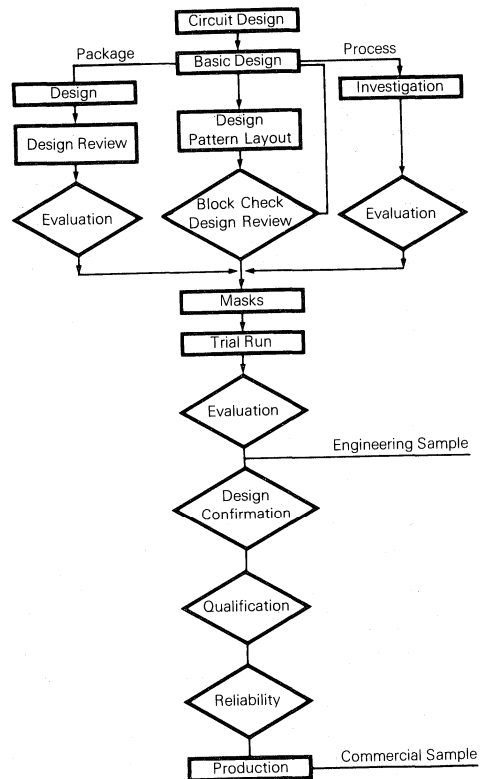 Circuit Design
Package
Basic Design
Process
Design
Investigation
Design
Pattern Layout
Design Review
Evaluation
Block Check
Design Review
Evaluation
Masks
Trial Run
Evaluation
Engineering Sample
Design
Confirmation
Qualification
Reliability
Production
Commercial Sample